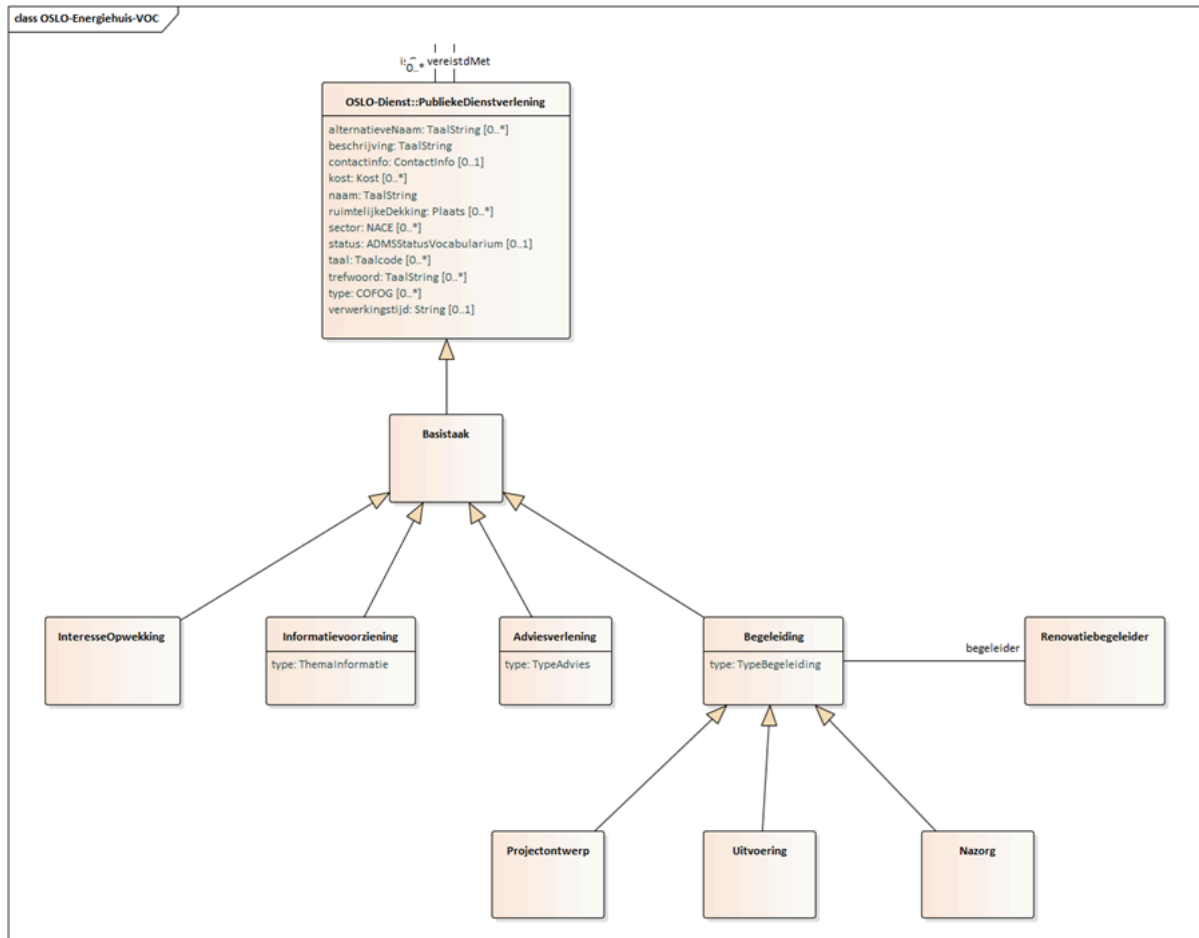 class OSLO-Energiehuis-VOC
vereistdMet
0..*
OSLO-Dienst::PubliekeDienstverlening
alternatieveNaam: TaalString [0..*]
beschrijving: TaalString
contactinfo: ContactInfo [0..1]
kost: Kost [0..*]
naam: TaalString
ruimtelijkeDekking: Plaats [0..*]
sector: NACE [0..*]
status: ADMSStatusVocabularium [0..1]
taal: Taalcode [0..*]
trefwoord: TaalString [0..*]
type: COFOG [0..*]
verwerkingstijd: String [0..1]
Basistaak
InteresseOpwekking
Informatievoorziening
type: ThemaInformatie
Adviesverlening
type: TypeAdvies
Begeleiding
type: TypeBegeleiding
begeleider
Renovatiebegeleider
Projectontwerp
Uitvoering
Nazorg